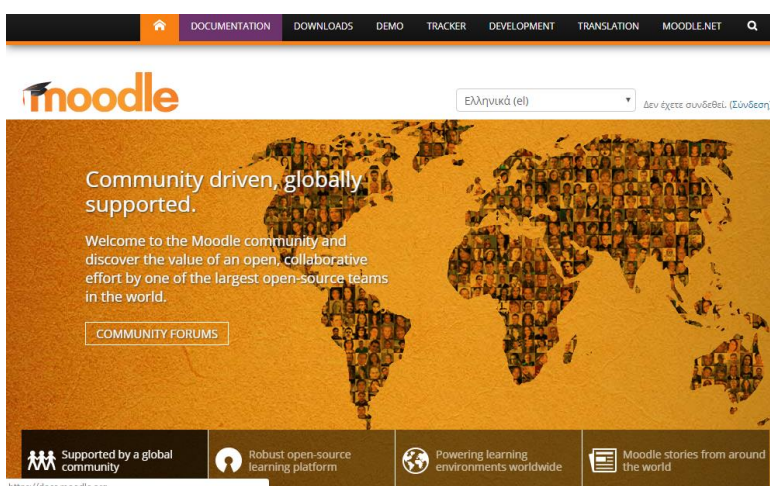 DOCUMENTATION DOWNLOADS DEMO TRACKER DEVELOPMENT TRANSLATION MOODLE.NET
moodle
Ελληνικά (el)
Δεν έχετε συνδεθεί. (Σύνδεση
Community driven, globally
supported.
Welcome to the Moodle community and
discover the value of an open, collaborative
effort by one of the largest open-source teams
in the world.
COMMUNITY FORUMS
Supported by a global
community
Robust open-source
learning platform
Powering learning
environments worldwide
Moodle stories from around
the world